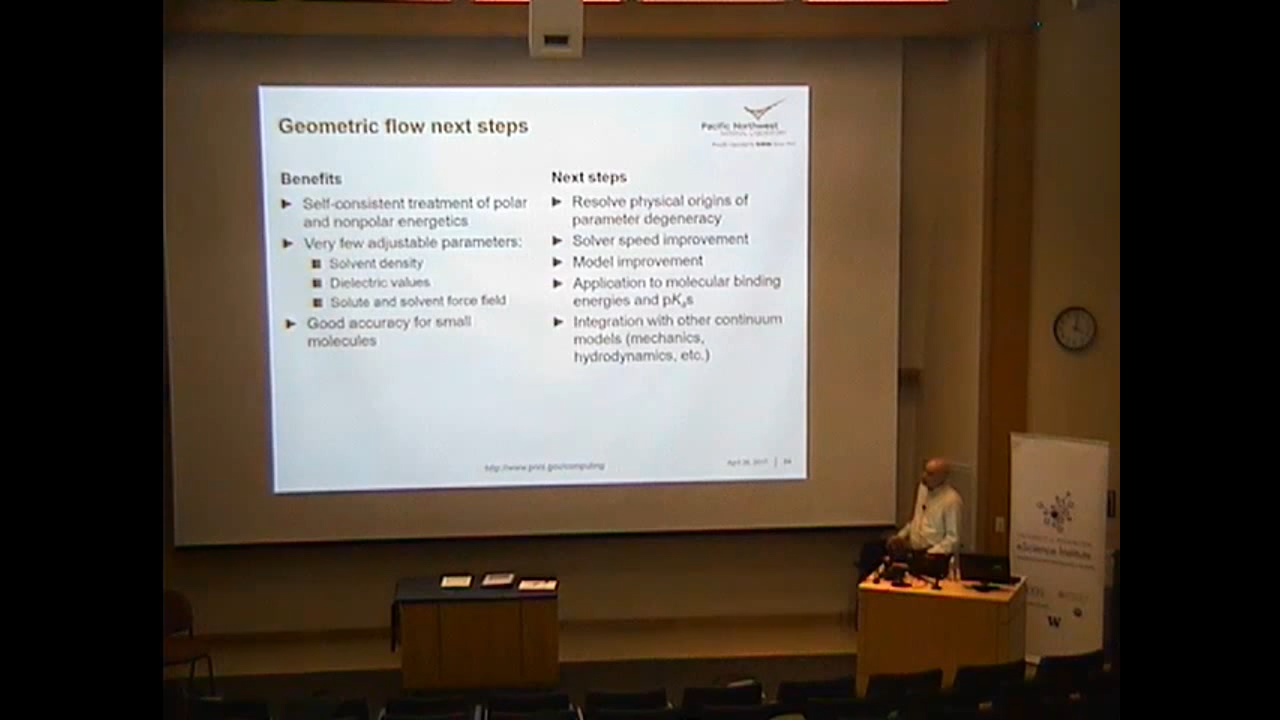 Geometric flow next steps
Pacific Northwest
NATIONAL LABORATORY
Benefits
► Self-consistent treatment of polar
and nonpolar energetics
► Very few adjustable parameters:
■ Solvent density
■ Dielectric values
■ Solute and solvent force field
► Good accuracy for small
molecules
Next steps
► Resolve physical origins of
parameter degeneracy
► Solver speed improvement
► Model improvement
► Application to molecular binding
energies and pKas
► Integration with other continuum
models (mechanics,
hydrodynamics, etc.)
http://www.pnnl.gov/computing
eScience Institute
W